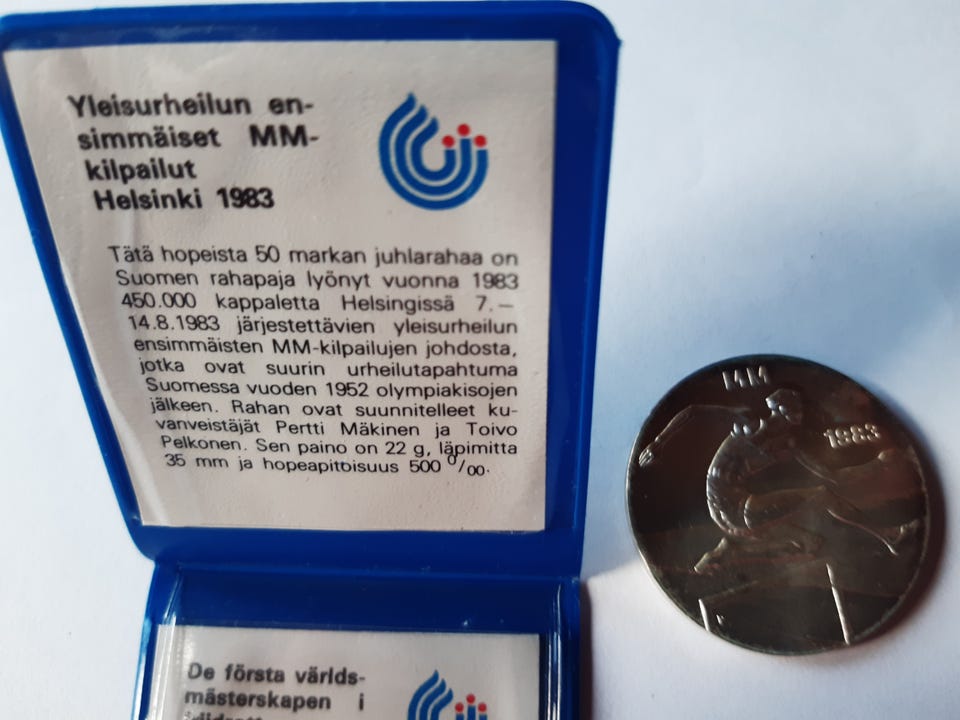 Yleisurheilun en-
simmäiset MM-
kilpailut
Helsinki 1983
Tätä hopeista 50 markan juhlarahaa on
Suomen rahapaja lyönyt vuonna 1983
450.000 kappaletta Helsingissä 7.—
14.8.1983 järjestettävien yleisurheilun
ensimmäisten MM-kilpailujen johdosta,
jotka ovat suurin urheilutapahtuma
Suomessa vuoden 1952 olympiakisojen
jälkeen. Rahan ovat suunnitelleet ku-
vanveistäjät Pertti Mäkinen ja Toivo
Pelkonen. Sen paino on 22 g, läpimitta
35 mm ja hopeapitoisuus 500 0/00.
De första världs-
mästerskapen i
MM
1983